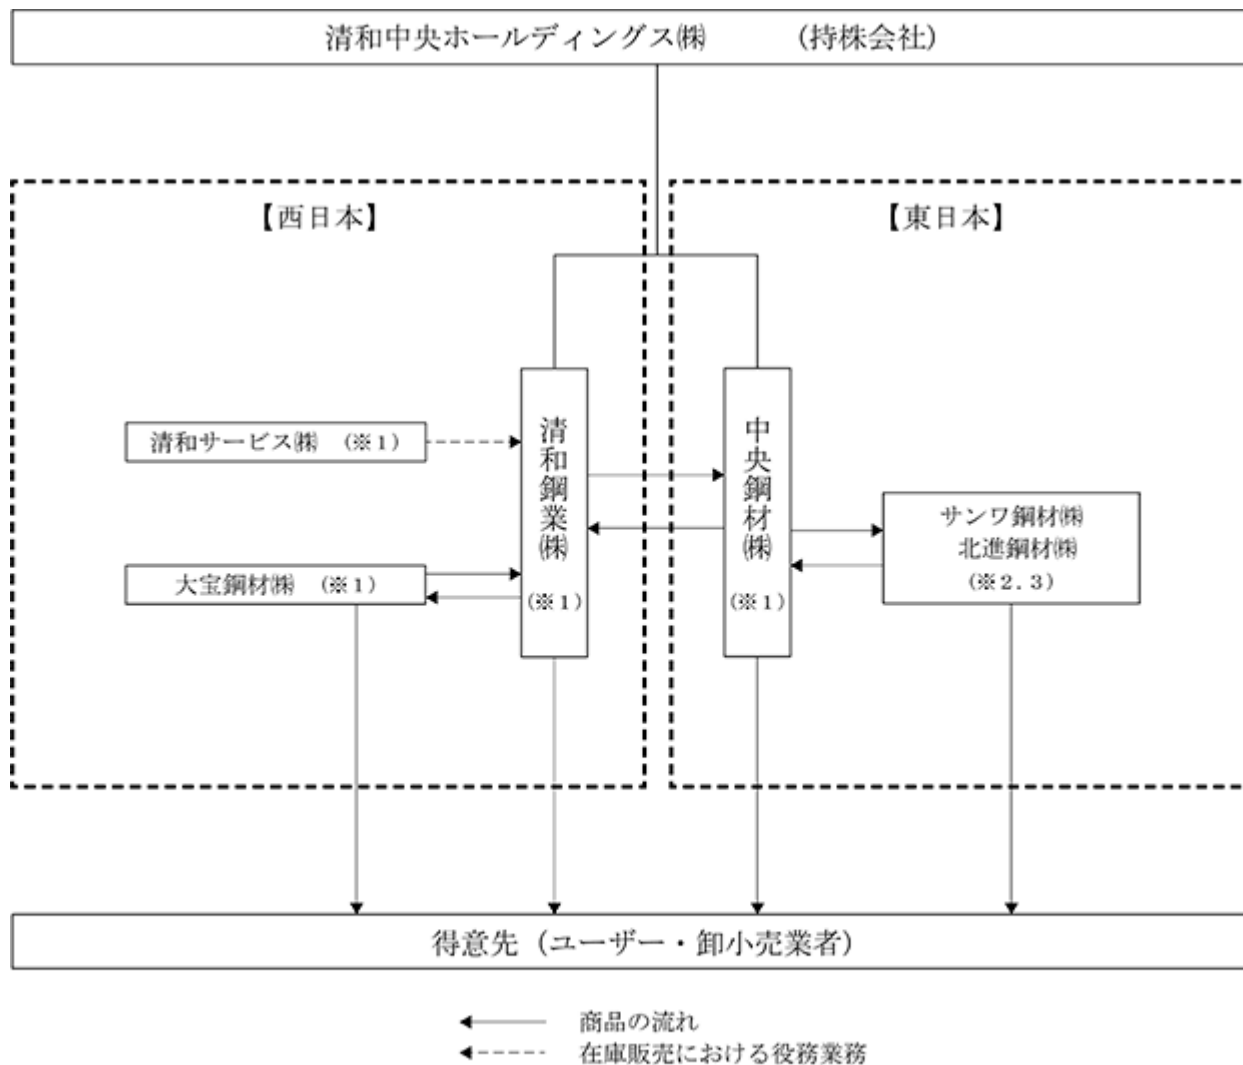 清和中央ホールディングス㈱　　　（持株会社）
【西日本】
【東日本】
清和サービス㈱　（※１）
大宝鋼材㈱　（※１）
清和鋼業㈱
（※１）
中央鋼材㈱
（※１）
サンワ鋼材㈱
北進鋼材㈱
（※２．３）
得意先（ユーザー・卸小売業者）
商品の流れ
在庫販売における役務業務